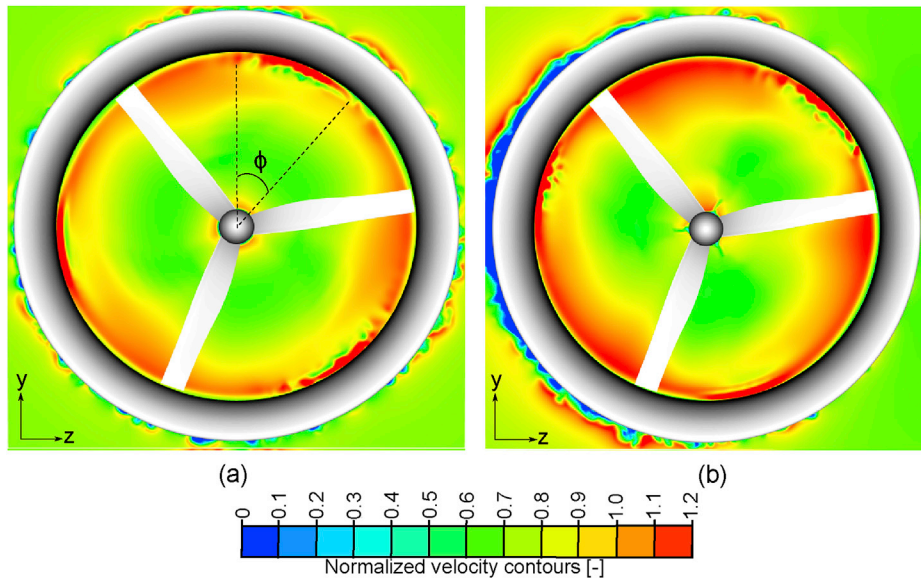 ϕ
y
z
y
z
(a)
(b)
0 0.1 0.2 0.3 0.4 0.5 0.6 0.7 0.8 0.9 1.0 1.1 1.2
Normalized velocity contours [-]